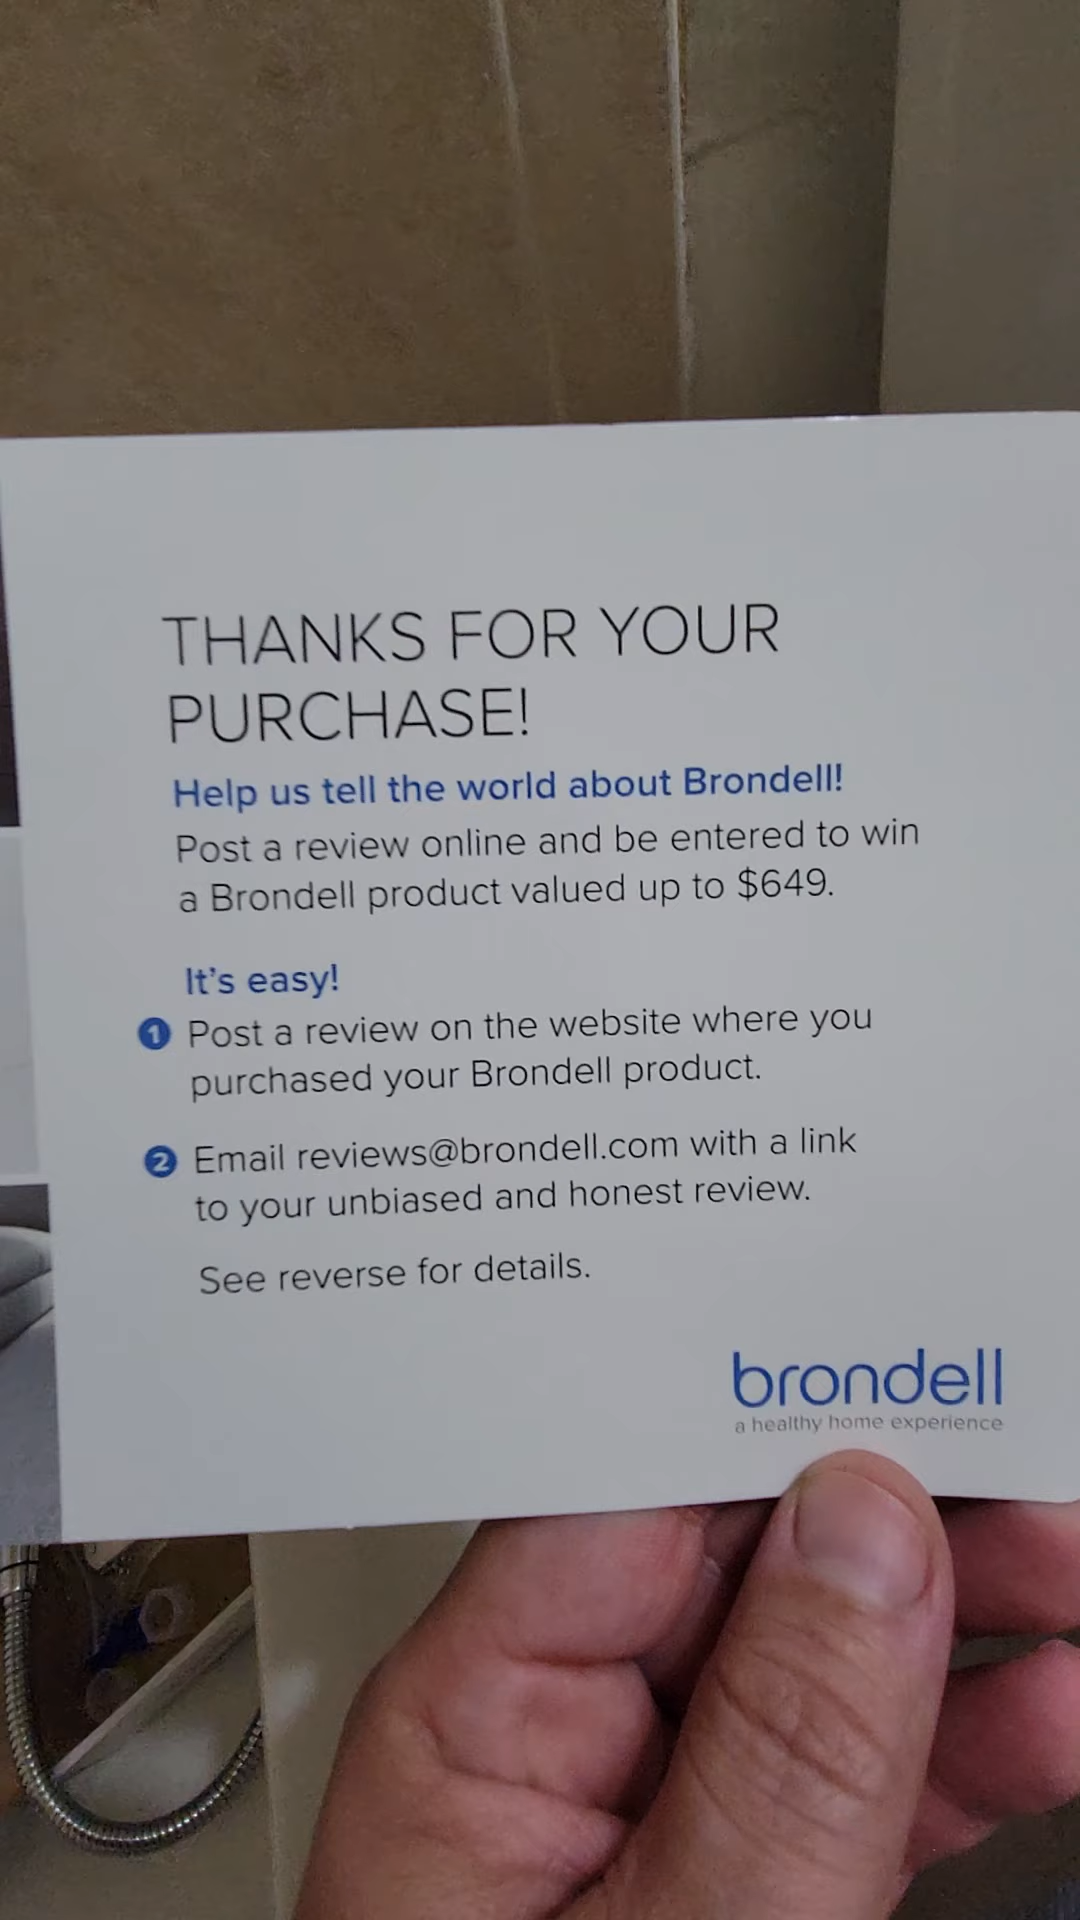 THANKS FOR YOUR
PURCHASE!
Help us tell the world about Brondell!
Post a review online and be entered to win
a Brondell product valued up to $649.
It's easy!
1 Post a review on the website where you
purchased your Brondell product.
2 Email reviews@brondell.com with a link
to your unbiased and honest review.
See reverse for details.
brondell
a healthy home experience